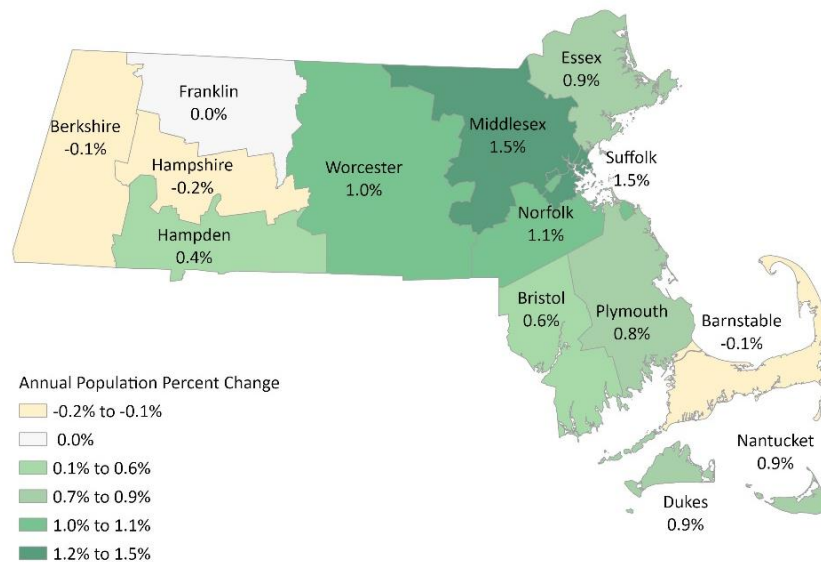 Essex
0.9%
Franklin
0.0%
Berkshire
-0.1%
Middlesex
1.5%
Hampshire
-0.2%
Worcester
1.0%
Suffolk
1.5%
Norfolk
1.1%
Hampden
0.4%
Bristol
0.6%
Plymouth
0.8%
Barnstable
-0.1%
Nantucket
0.9%
Dukes
0.9%
Annual Population Percent Change
-0.2% to -0.1%
0.0%
0.1% to 0.6%
0.7% to 0.9%
1.0% to 1.1%
1.2% to 1.5%